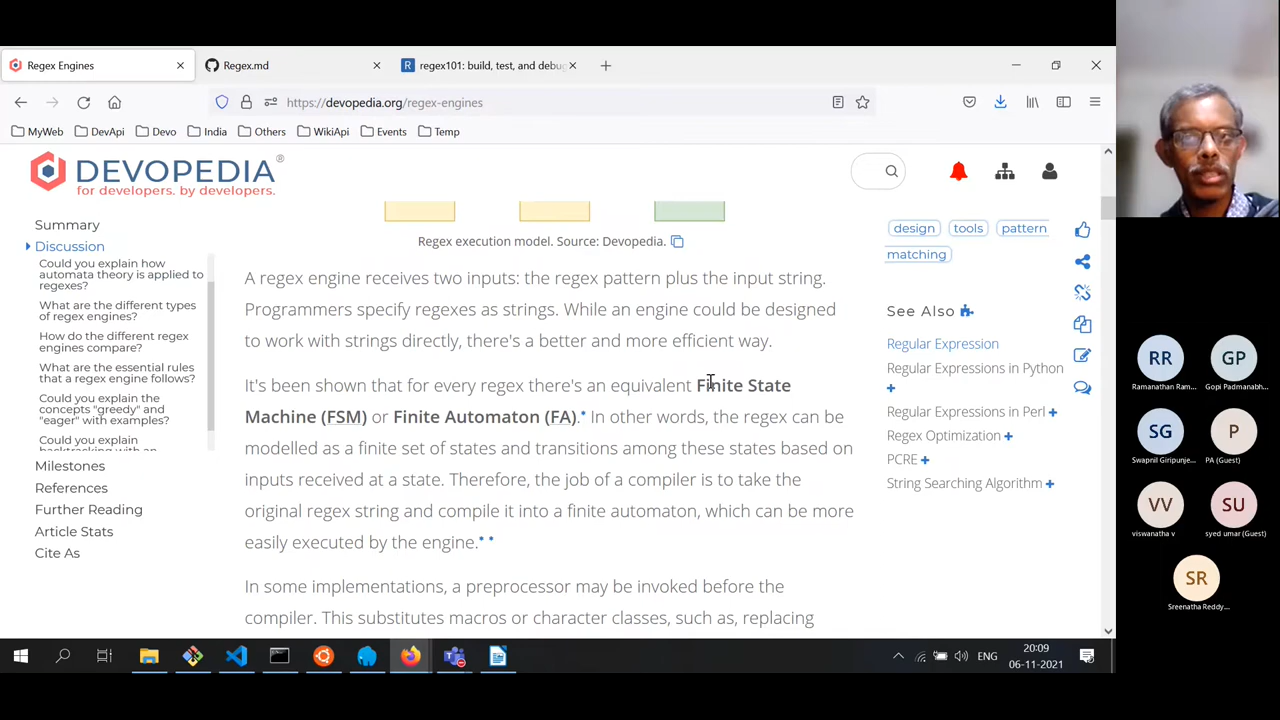 Regex Engines
Regex.md
regex101: build, test, and debug
https://devopedia.org/regex-engines
MyWeb
DevApi
Devo
India
Others
WikiApi
Events
Temp
DEVOPEDIA®
for developers. by developers.
Summary
Discussion
Could you explain how
automata theory is applied to
regexes?
What are the different types
of regex engines?
How do the different regex
engines compare?
What are the essential rules
that a regex engine follows?
Could you explain the
concepts "greedy" and
"eager" with examples?
Could you explain
backtracking with an
Milestones
References
Further Reading
Article Stats
Cite As
Regex execution model. Source: Devopedia.
A regex engine receives two inputs: the regex pattern plus the input string.
Programmers specify regexes as strings. While an engine could be designed
to work with strings directly, there's a better and more efficient way.
It's been shown that for every regex there's an equivalent Finite State
Machine (FSM) or Finite Automaton (FA). In other words, the regex can be
modelled as a finite set of states and transitions among these states based on
inputs received at a state. Therefore, the job of a compiler is to take the
original regex string and compile it into a finite automaton, which can be more
easily executed by the engine.
In some implementations, a preprocessor may be invoked before the
compiler. This substitutes macros or character classes, such as, replacing
design
tools
pattern
matching
See Also
Regular Expression
Regular Expressions in Python
+
Regular Expressions in Perl +
Regex Optimization +
PCRE +
String Searching Algorithm +
RR
Ramanathan Ram...
GP
Gopi Padmanabh...
SG
Swapnil Giripunje...
P
PA (Guest)
VV
viswanatha v
SU
syed umar (Guest)
SR
Sreenatha Reddy...
ENG
20:09
06-11-2021